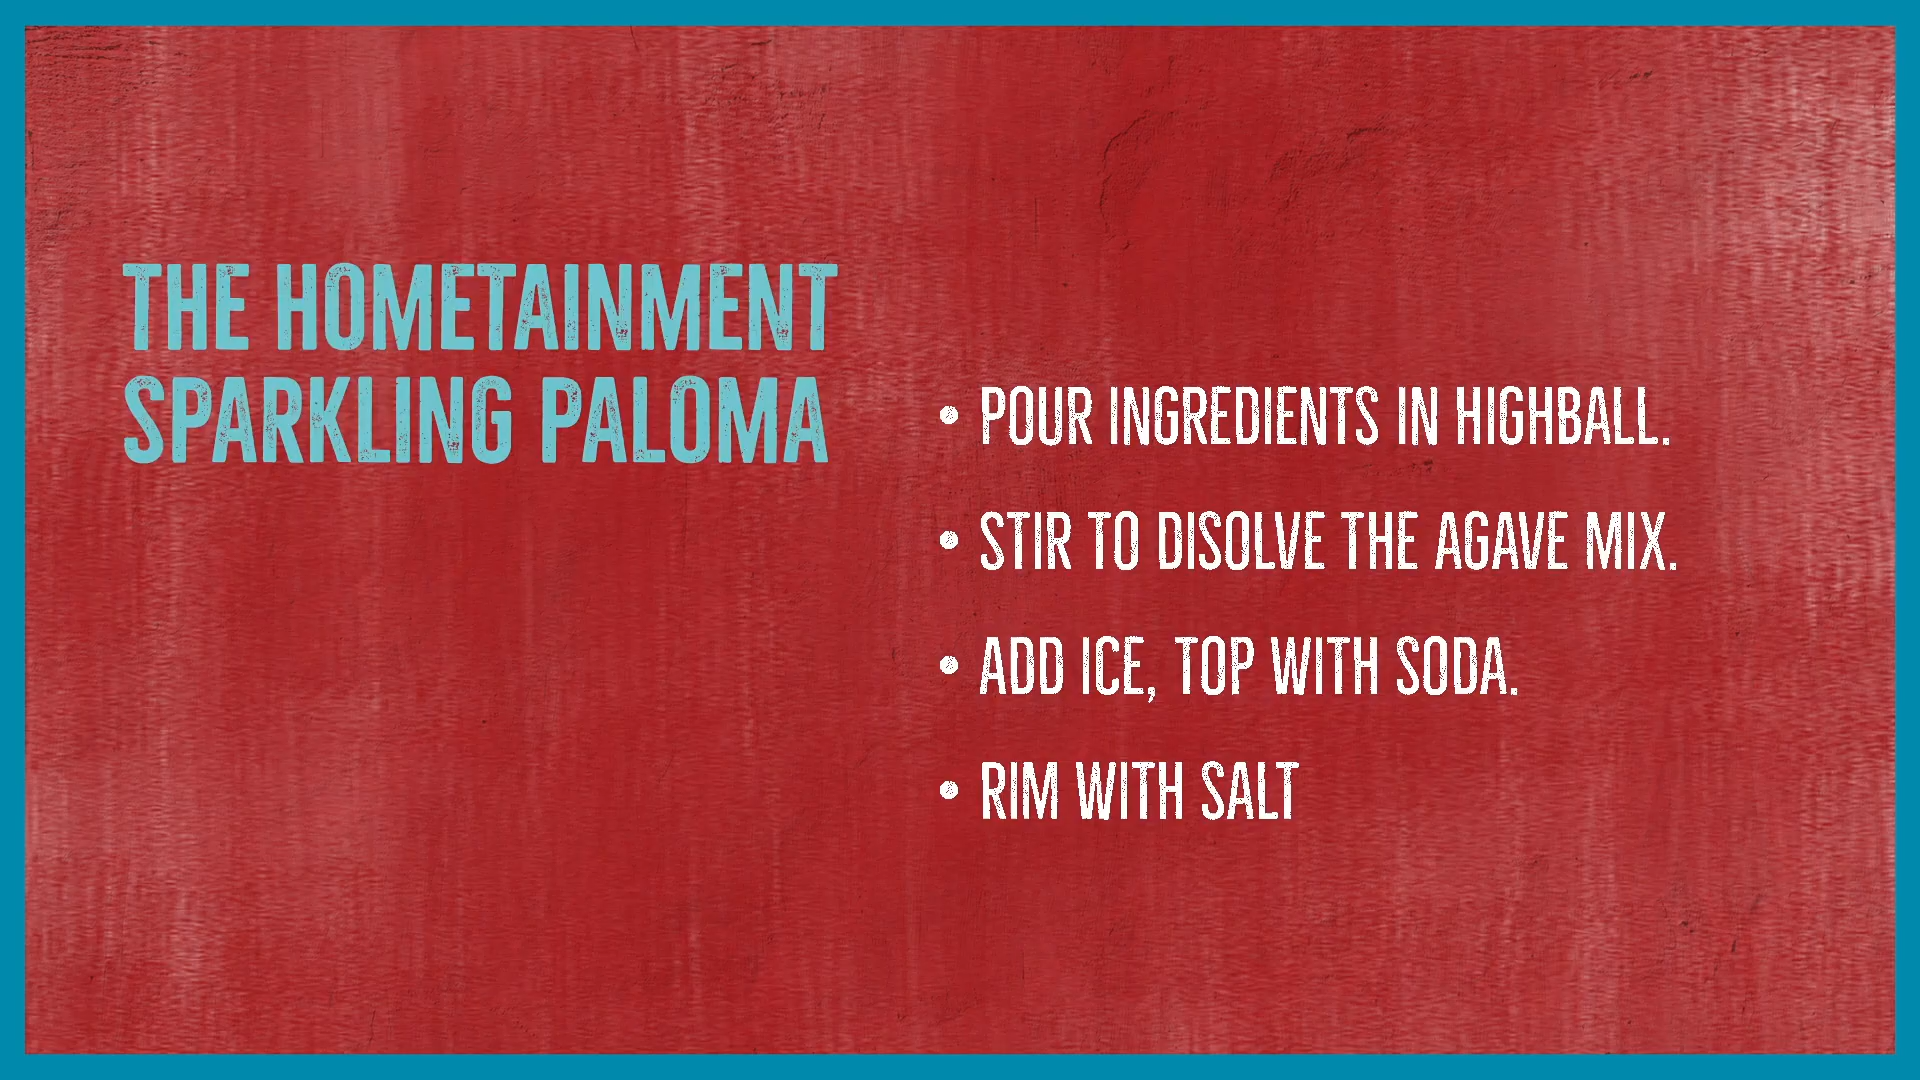 THE HOMETAINMENT
SPARKLING PALOMA
• POUR INGREDIENTS IN HIGHBALL.
• STIR TO DISOLVE THE AGAVE MIX.
• ADD ICE, TOP WITH SODA.
• RIM WITH SALT